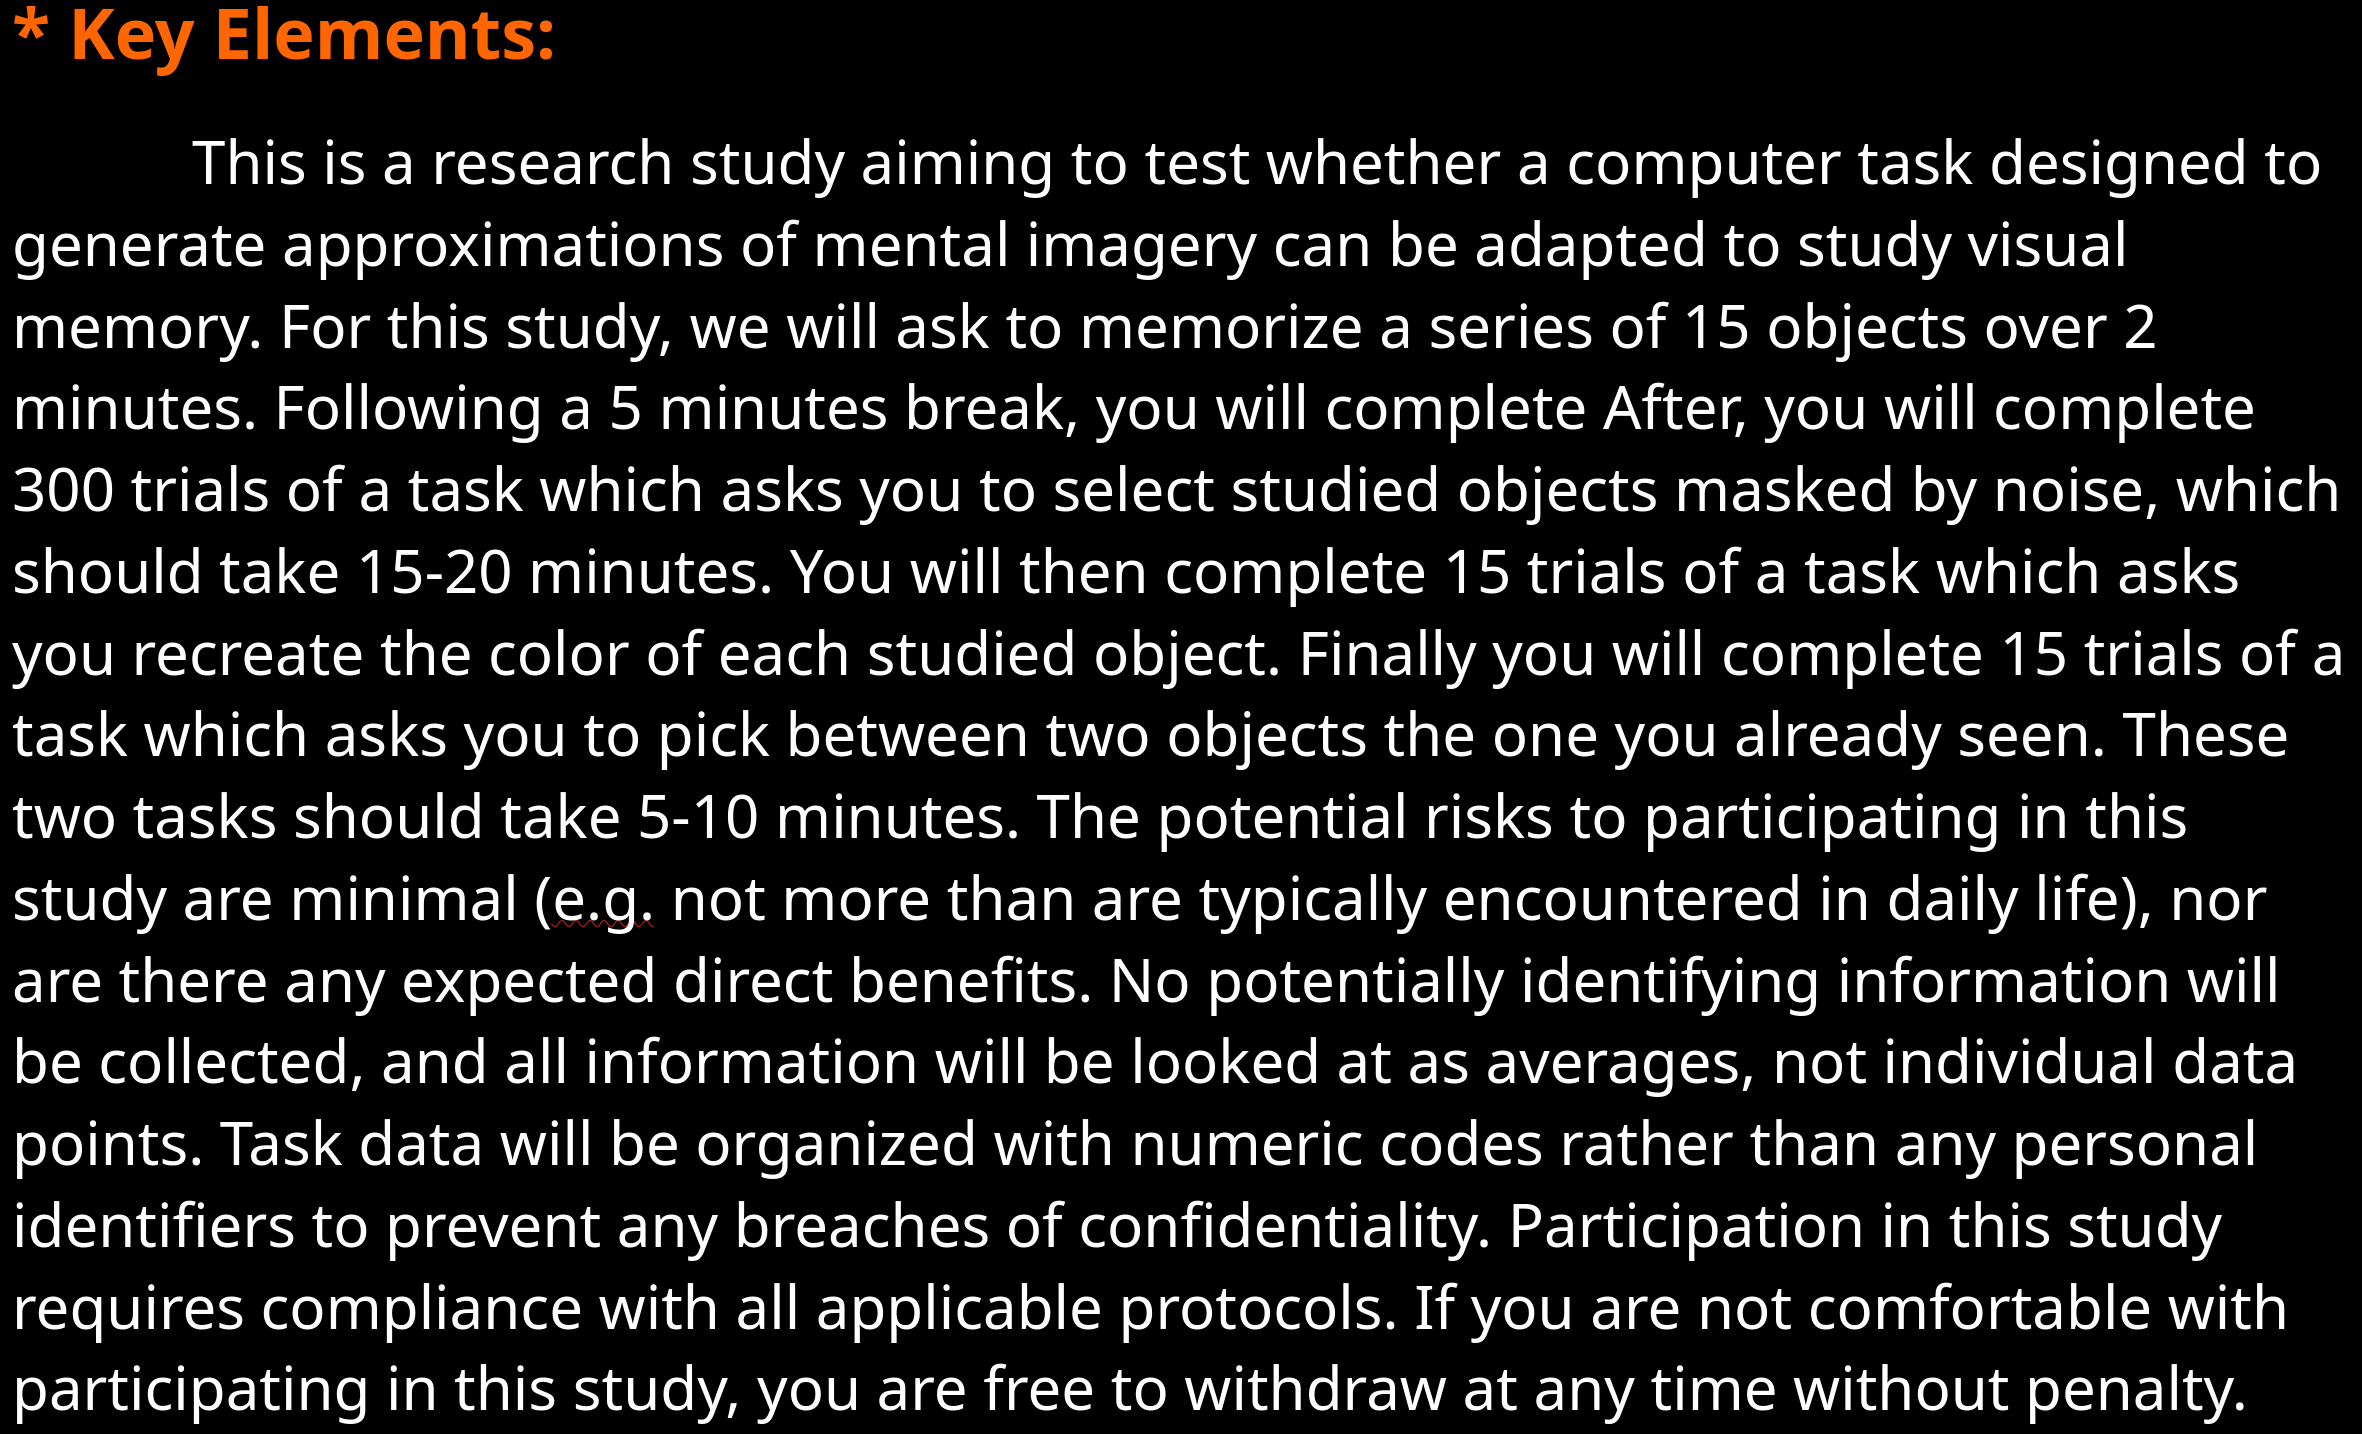 * Key Elements:
This is a research study aiming to test whether a computer task designed to
generate approximations of mental imagery can be adapted to study visual
memory. For this study, we will ask to memorize a series of 15 objects over 2
minutes. Following a 5 minutes break, you will complete After, you will complete
300 trials of a task which asks you to select studied objects masked by noise, which
should take 15-20 minutes. You will then complete 15 trials of a task which asks
you recreate the color of each studied object. Finally you will complete 15 trials of a
task which asks you to pick between two objects the one you already seen. These
two tasks should take 5-10 minutes. The potential risks to participating in this
study are minimal (e.g. not more than are typically encountered in daily life), nor
are there any expected direct benefits. No potentially identifying information will
be collected, and all information will be looked at as averages, not individual data
points. Task data will be organized with numeric codes rather than any personal
identifiers to prevent any breaches of confidentiality. Participation in this study
requires compliance with all applicable protocols. If you are not comfortable with
participating in this study, you are free to withdraw at any time without penalty.